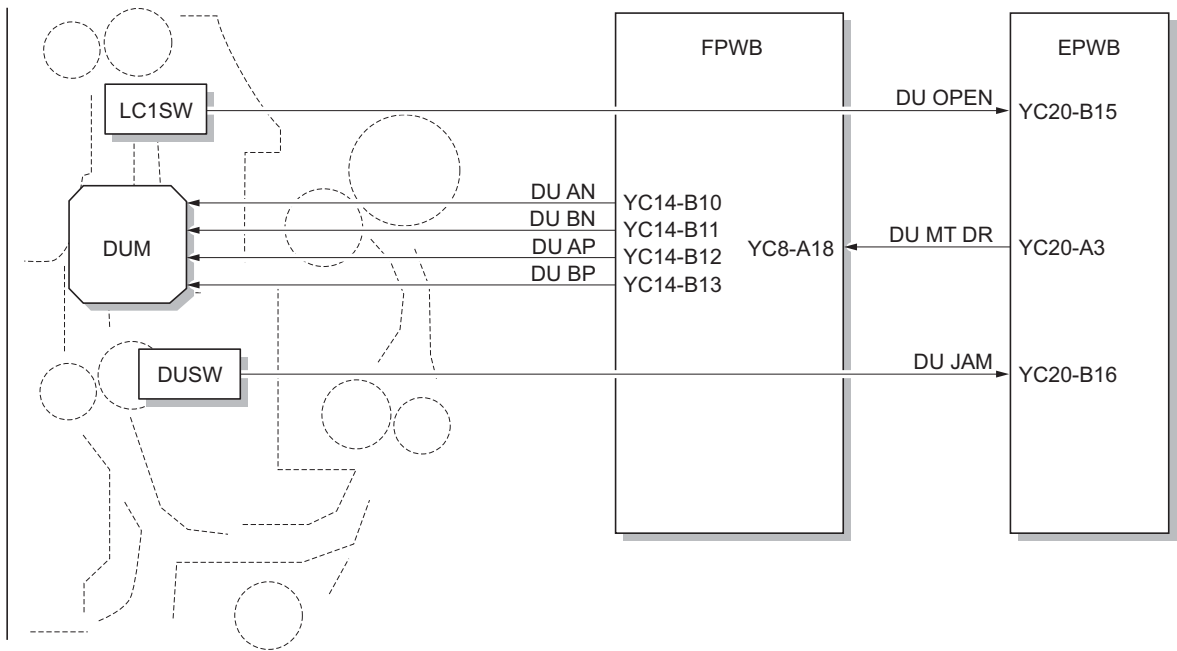 FPWB
EPWB
LC1SW
DU OPEN
YC20-B15
DUM
DU AN
YC14-B10
DU BN
YC14-B11
DU AP
YC14-B12
DU BP
YC14-B13
YC8-A18
DU MT DR
YC20-A3
DUSW
DU JAM
YC20-B16